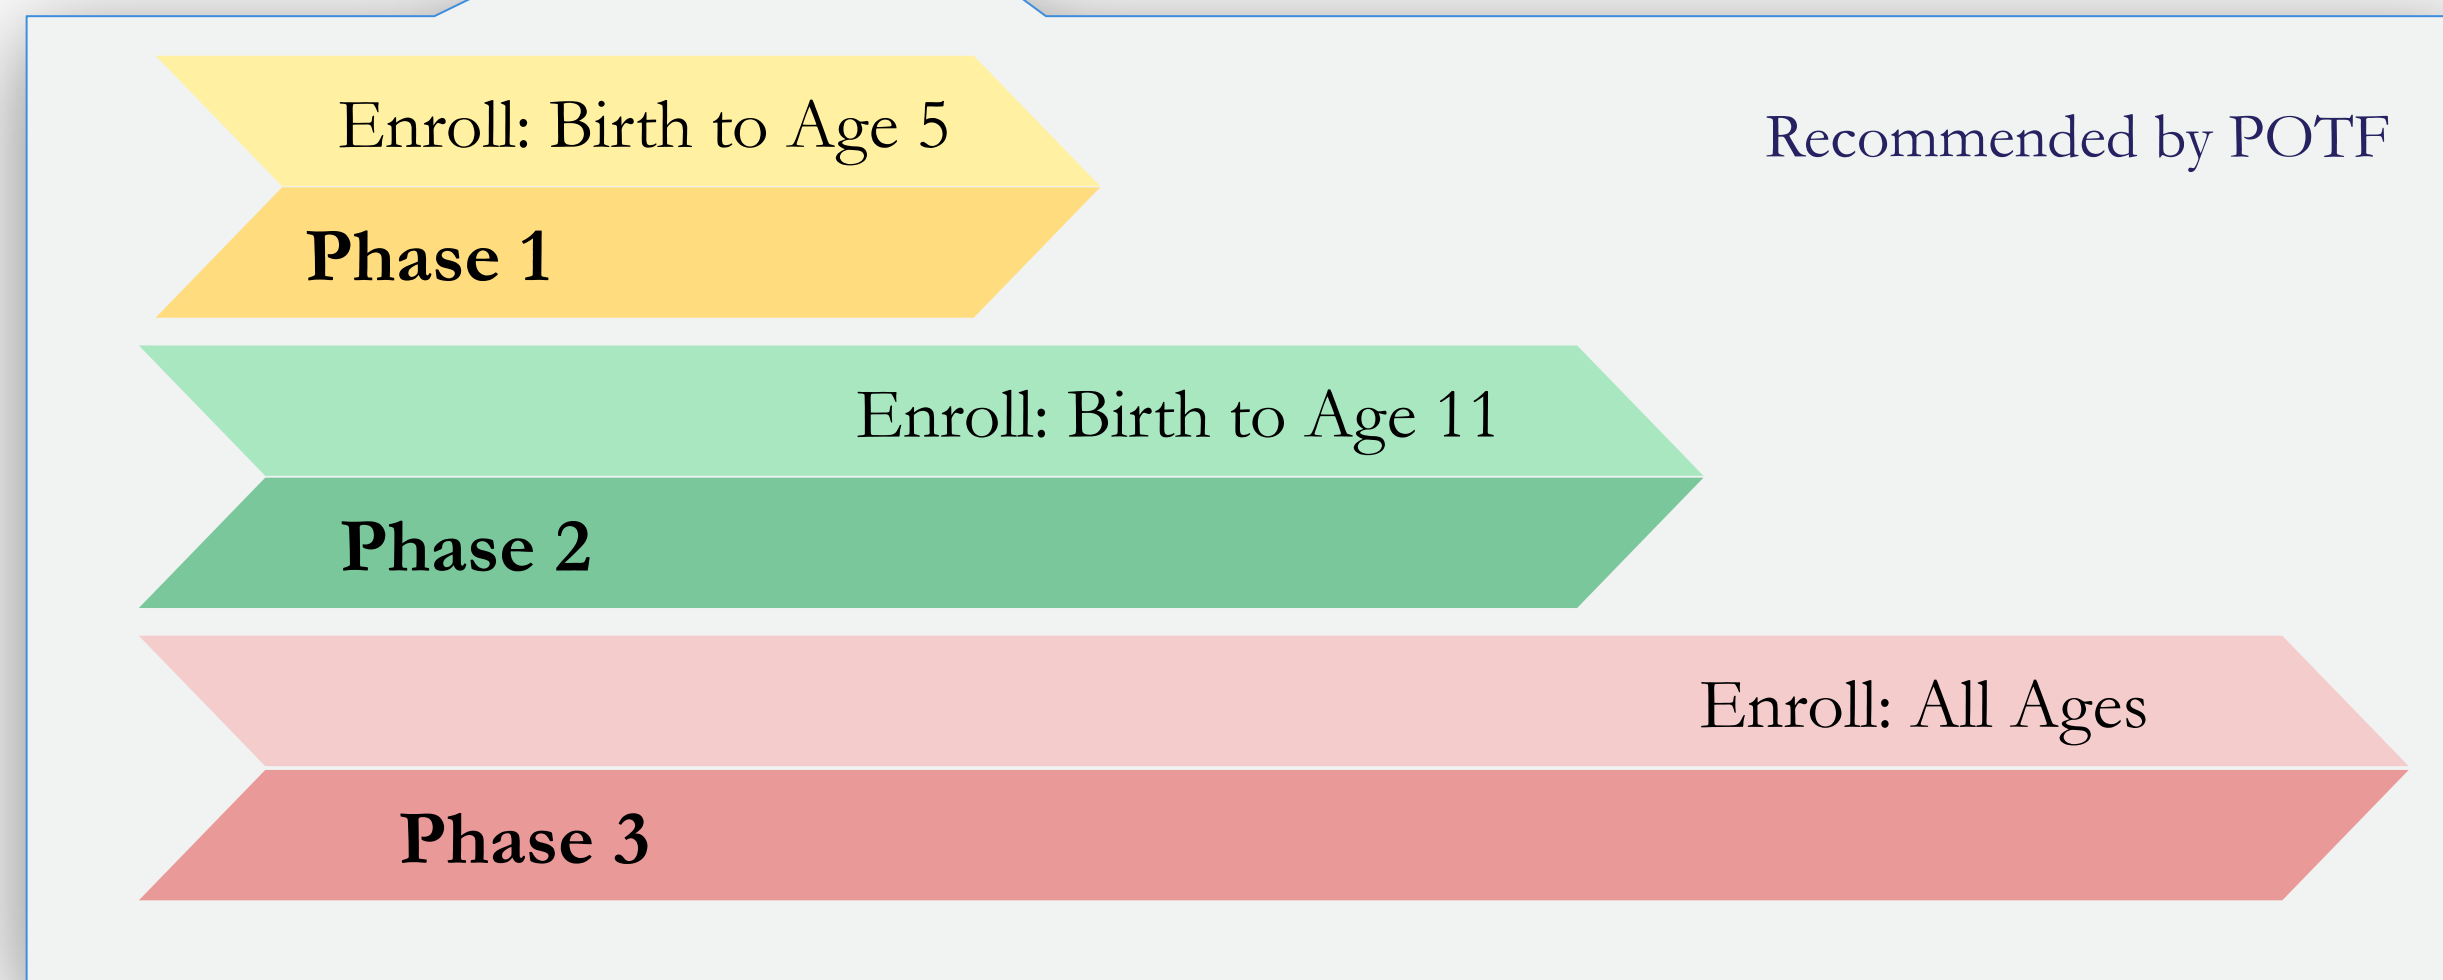 Enroll: Birth to Age 5
Recommended by POTF
Phase 1
Enroll: Birth to Age 11
Phase 2
Enroll: All Ages
Phase 3